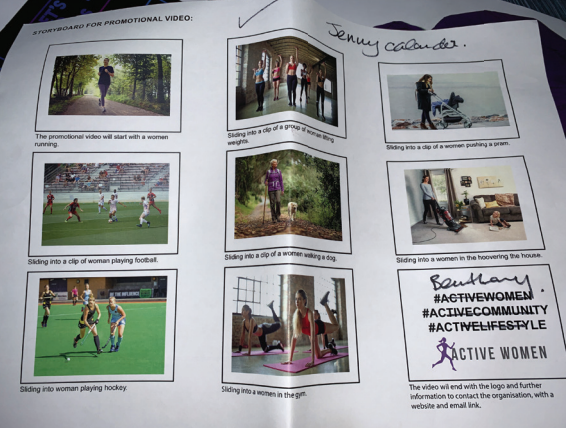 STORYBOARD FOR PROMOTIONAL VIDEO:
Jenny Calander.
The promotional video will start with a women
running.
Sliding into a clip of a group of woman lifting
weights.
Sliding into a clip of a women pushing a pram.
Sliding into a clip of woman playing football.
Sliding into a clip of a women walking a dog.
Sliding into a women in the hoovering the house.
Sliding into woman playing hockey.
Sliding into a women in the gym.
Bethany.
#ACTIVEWOMEN
#ACTIVECOMMUNITY
#ACTIVELIFESTYLE
ACTIVE WOMEN
The video will end with the logo and further
information to contact the organisation, with a
website and email link.